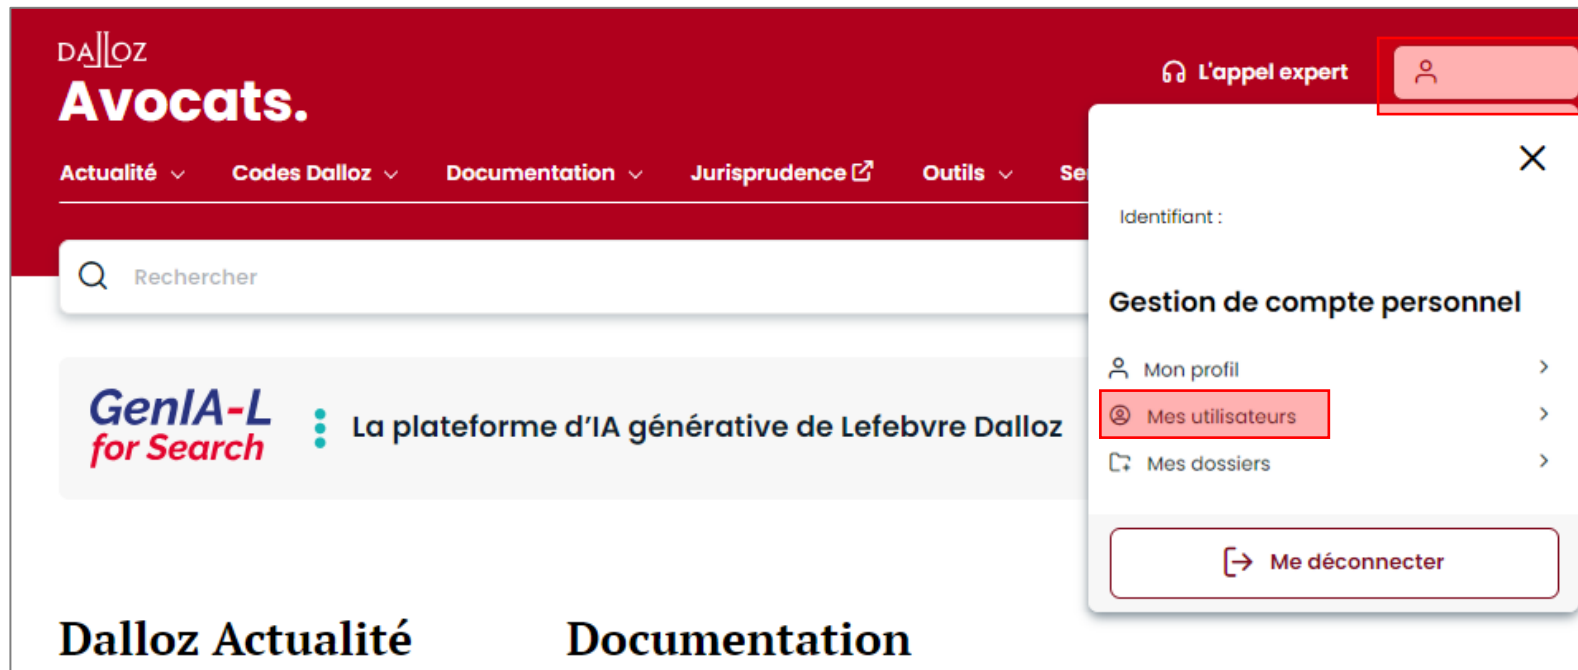 DALLOZ
Avocats.
L'appel expert
Actualité
Codes Dalloz
Documentation
Jurisprudence
Outils
Identifiant :
Rechercher
Gestion de compte personnel
Mon profil
Mes utilisateurs
Mes dossiers
Me déconnecter
GenIA-L
for Search
La plateforme d'IA générative de Lefebvre Dalloz
Dalloz Actualité
Documentation